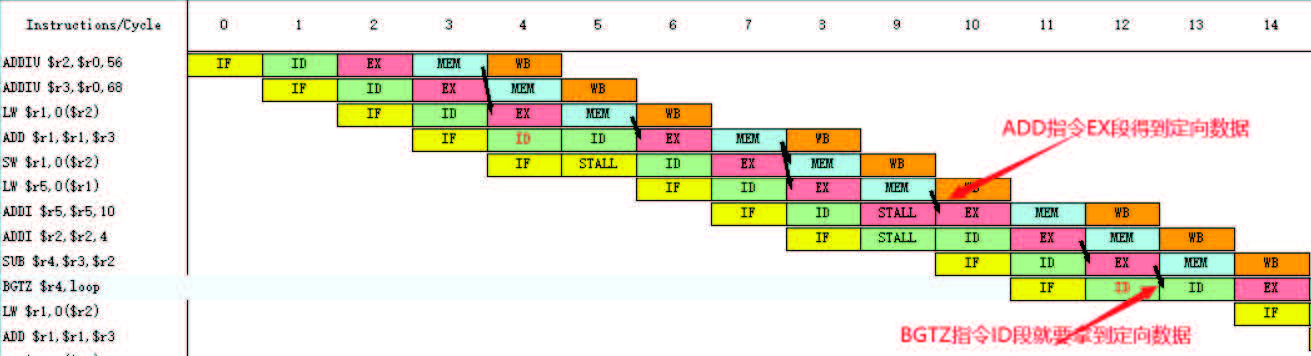 Instructions/Cycle 0 1 2 3 4 5 6 7 8 9 10 11 12 13 14
ADDIU $r2,$r0,56 IF ID EX MEM WB
ADDIU $r3,$r0,68 IF ID EX MEM WB
LW $r1,0($r2) IF ID EX MEM WB
ADD $r1,$r1,$r3 IF ID ID EX MEM WB
ADD指令EX段得到定向数据
SW $r1,0($r2) IF STALL ID EX MEM WB
LW $r5,0($r1) IF ID EX MEM WB
ADDI $r5,$r5,10 IF ID STALL EX MEM WB
ADDI $r2,$r2,4 IF STALL ID EX MEM WB
SUB $r4,$r3,$r2 IF ID EX MEM WB
BGTZ $r4,loop IF ID ID EX
LW $r1,0($r2) IF
ADD $r1,$r1,$r3
BGTZ指令ID段就要拿到定向数据